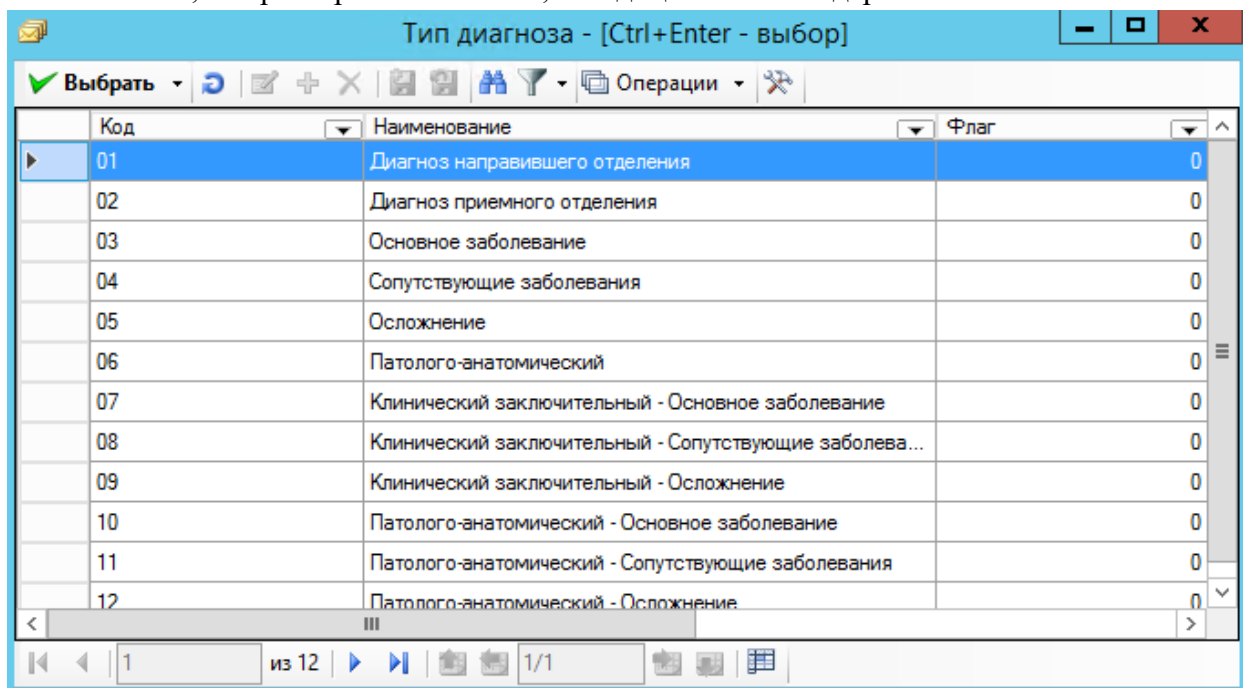 Тип диагноза - [Ctrl+Enter - выбор]
Выбрать Операции
Код Наименование Флаг
01 Диагноз направившего отделения 0
02 Диагноз приемного отделения 0
03 Основное заболевание 0
04 Сопутствующие заболевания 0
05 Осложнение 0
06 Патолого-анатомический 0
07 Клинический заключительный - Основное заболевание 0
08 Клинический заключительный - Сопутствующие заболева... 0
09 Клинический заключительный - Осложнение 0
10 Патолого-анатомический - Основное заболевание 0
11 Патолого-анатомический - Сопутствующие заболевания 0
12 Патолого-анатомический - Осложнение 0
1 из 12 1/1